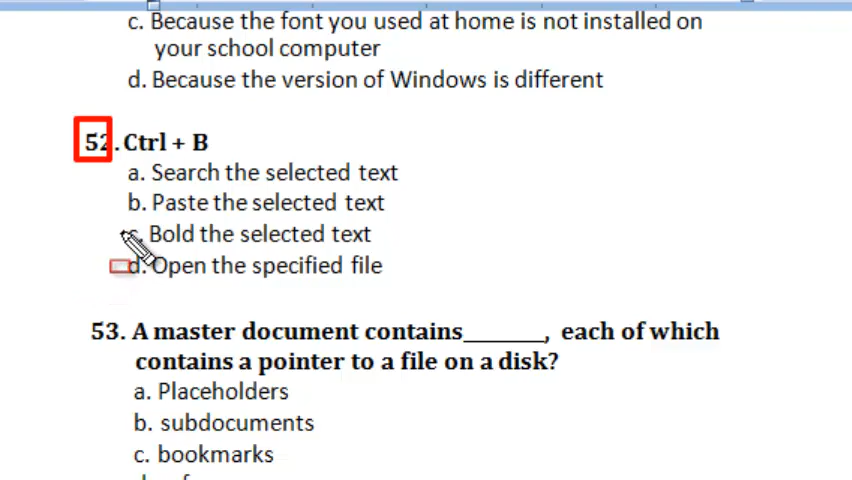 c. Because the font you used at home is not installed on
your school computer
d. Because the version of Windows is different
52. Ctrl + B
a. Search the selected text
b. Paste the selected text
c. Bold the selected text
d. Open the specified file
53. A master document contains_______, each of which
contains a pointer to a file on a disk?
a. Placeholders
b. subdocuments
c. bookmarks